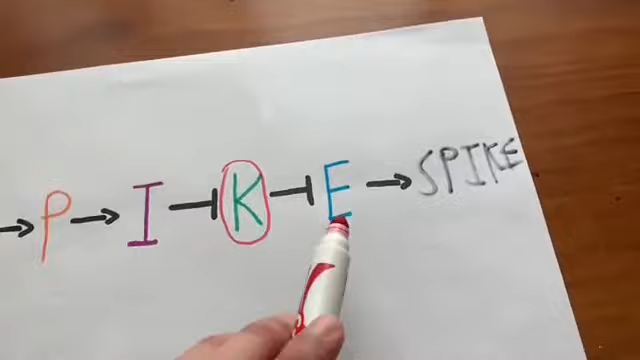 → P → I ⊣ K ⊣ E → SPIKE